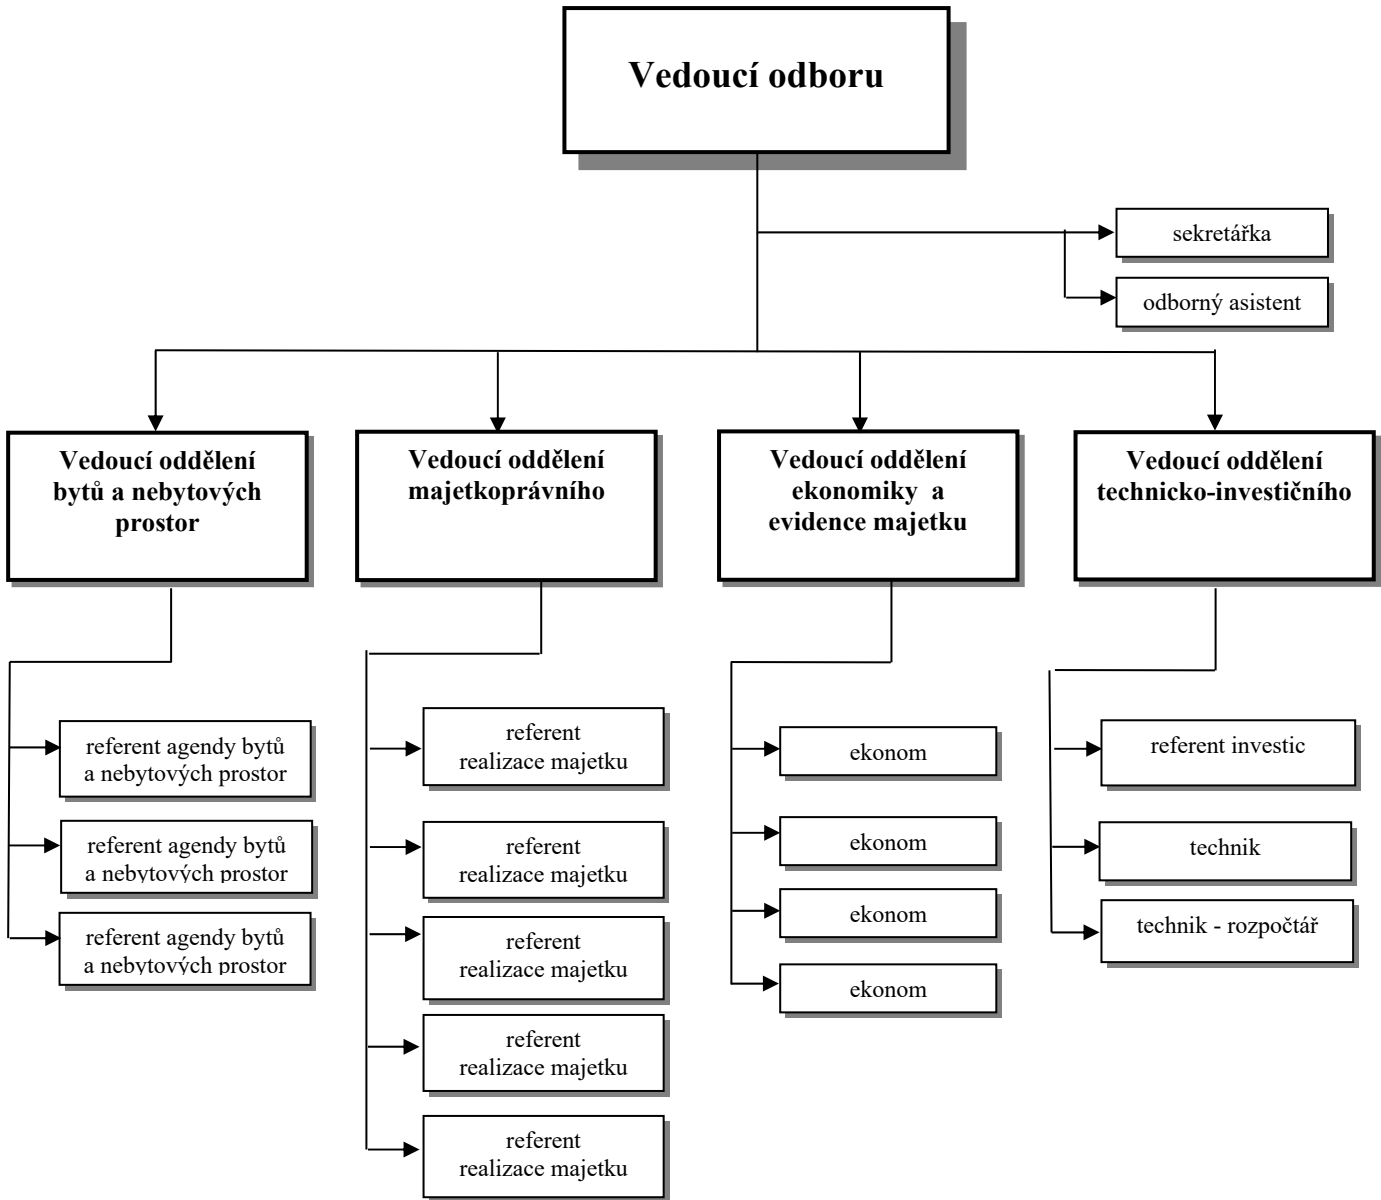 Vedoucí odboru
sekretářka
odborný asistent
Vedoucí oddělení
bytů a nebytových
prostor
Vedoucí oddělení
majetkoprávního
Vedoucí oddělení
ekonomiky  a
evidence majetku
Vedoucí oddělení
technicko-investičního
referent agendy bytů
a nebytových prostor
referent agendy bytů
a nebytových prostor
referent agendy bytů
a nebytových prostor
referent
realizace majetku
referent
realizace majetku
referent
realizace majetku
referent
realizace majetku
referent
realizace majetku
ekonom
ekonom
ekonom
ekonom
referent investic
technik
technik - rozpočtář